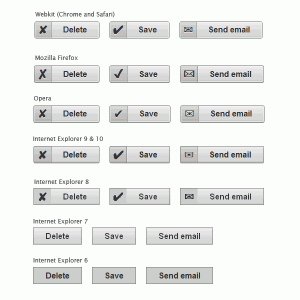 Webkit (Chrome and Safari)
Delete Save Send email
Mozilla Firefox
Delete Save Send email
Opera
Delete Save Send email
Internet Explorer 9 & 10
Delete Save Send email
Internet Explorer 8
Delete Save Send email
Internet Explorer 7
Delete Save Send email
Internet Explorer 6
Delete Save Send email